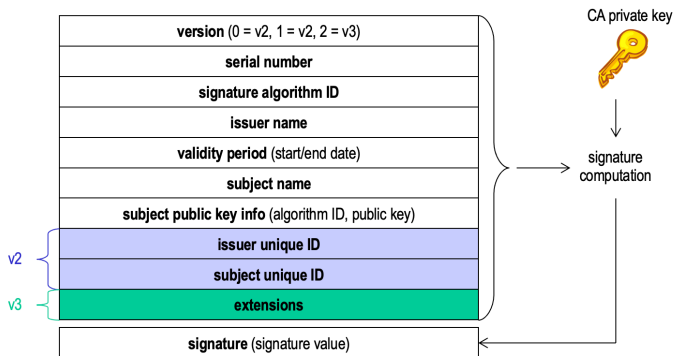 CA private key
version (0 = v2, 1 = v2, 2 = v3)
serial number
signature algorithm ID
issuer name
validity period (start/end date)
signature
computation
subject name
subject public key info (algorithm ID, public key)
v2
issuer unique ID
subject unique ID
v3
extensions
signature (signature value)